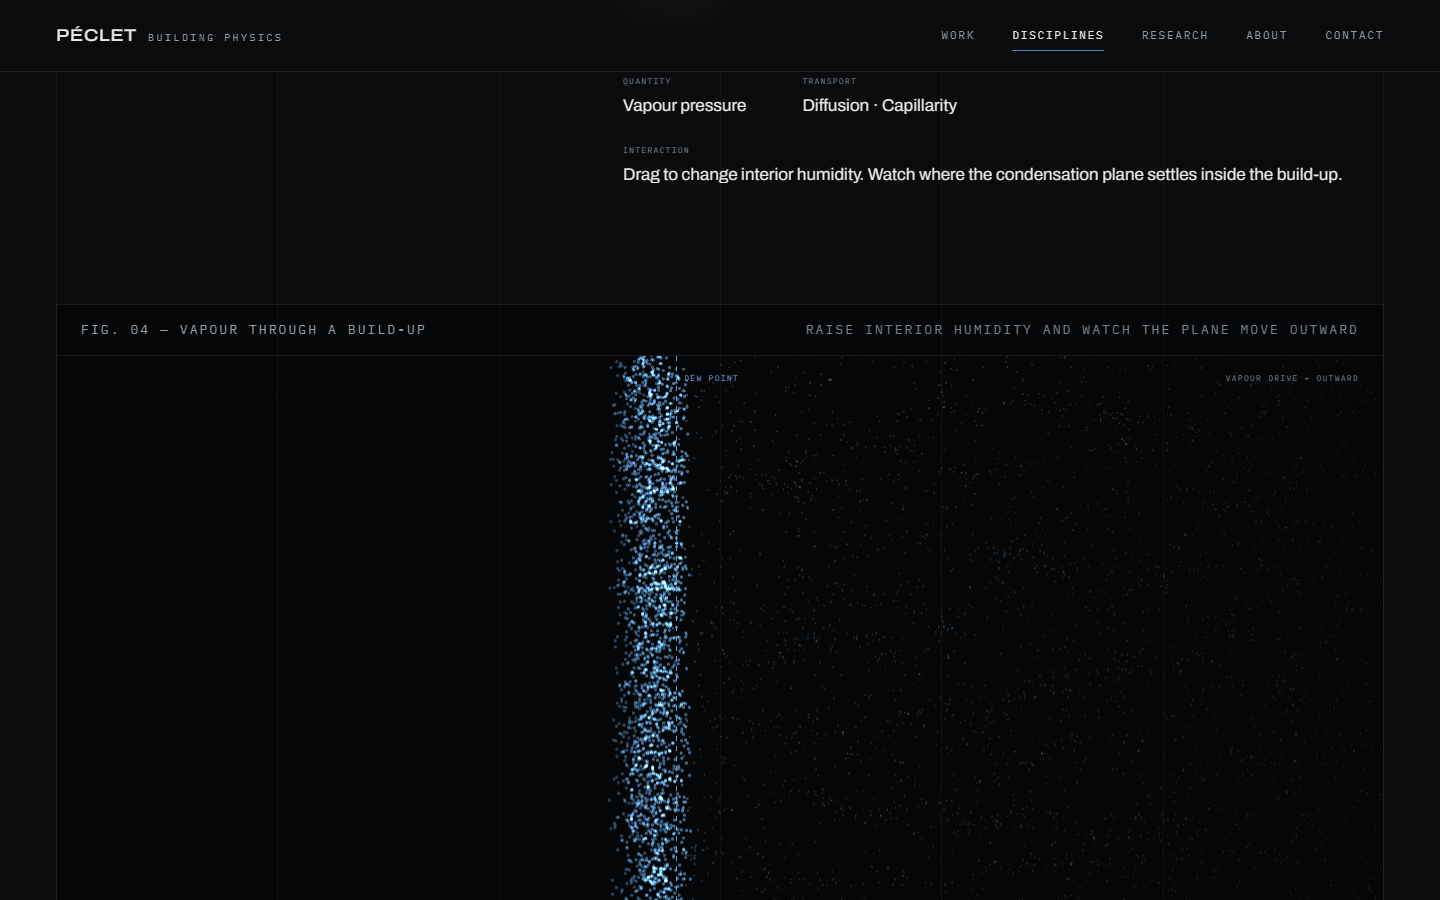 PÉCLET BUILDING PHYSICS
WORK DISCIPLINES RESEARCH ABOUT CONTACT
QUANTITY TRANSPORT
Vapour pressure Diffusion · Capillarity
INTERACTION
Drag to change interior humidity. Watch where the condensation plane settles inside the build-up.
FIG. 04 — VAPOUR THROUGH A BUILD-UP
RAISE INTERIOR HUMIDITY AND WATCH THE PLANE MOVE OUTWARD
DEW POINT
VAPOUR DRIVE ← OUTWARD